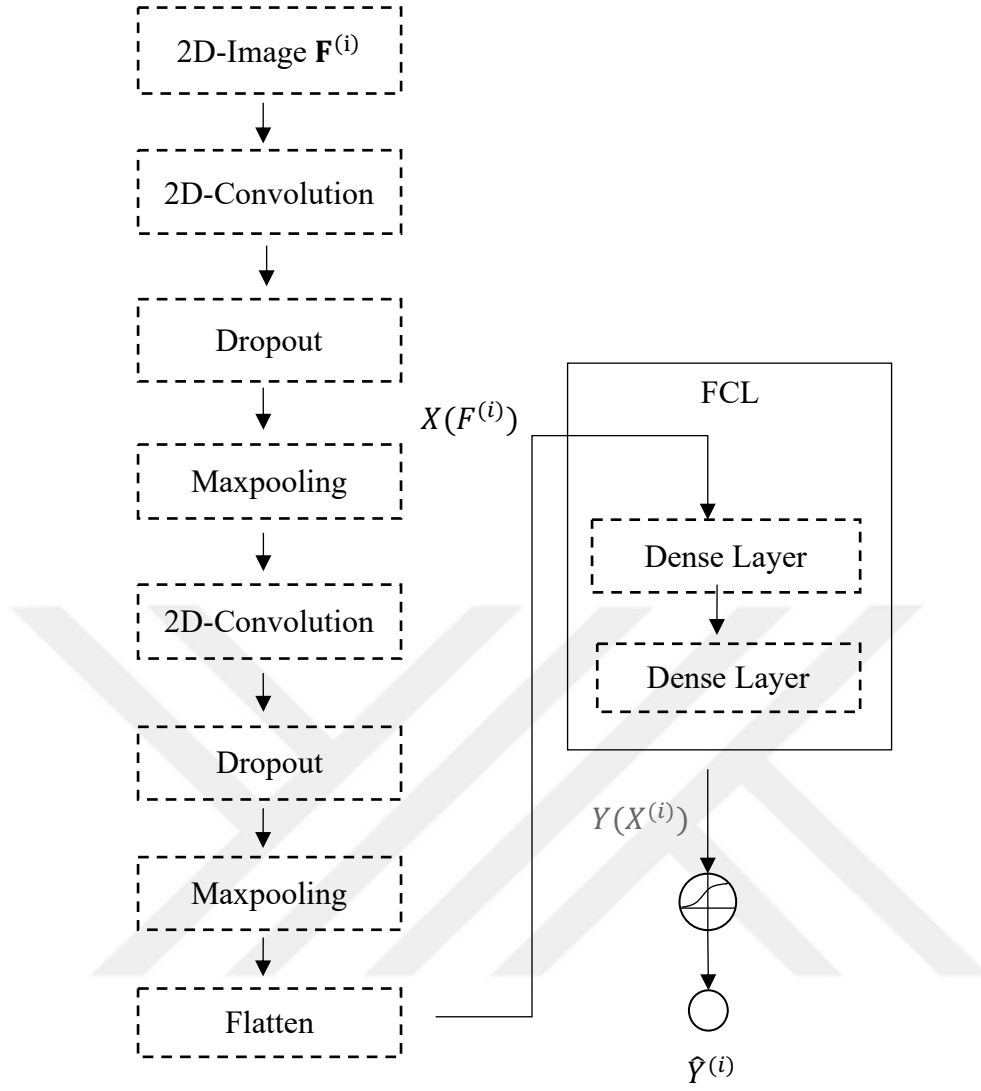 2D-Image F⁽ⁱ⁾
2D-Convolution
Dropout
Maxpooling
2D-Convolution
Dropout
Maxpooling
Flatten
X(F⁽ⁱ⁾)
FCL
Dense Layer
Dense Layer
Y(X⁽ⁱ⁾)
Ŷ⁽ⁱ⁾